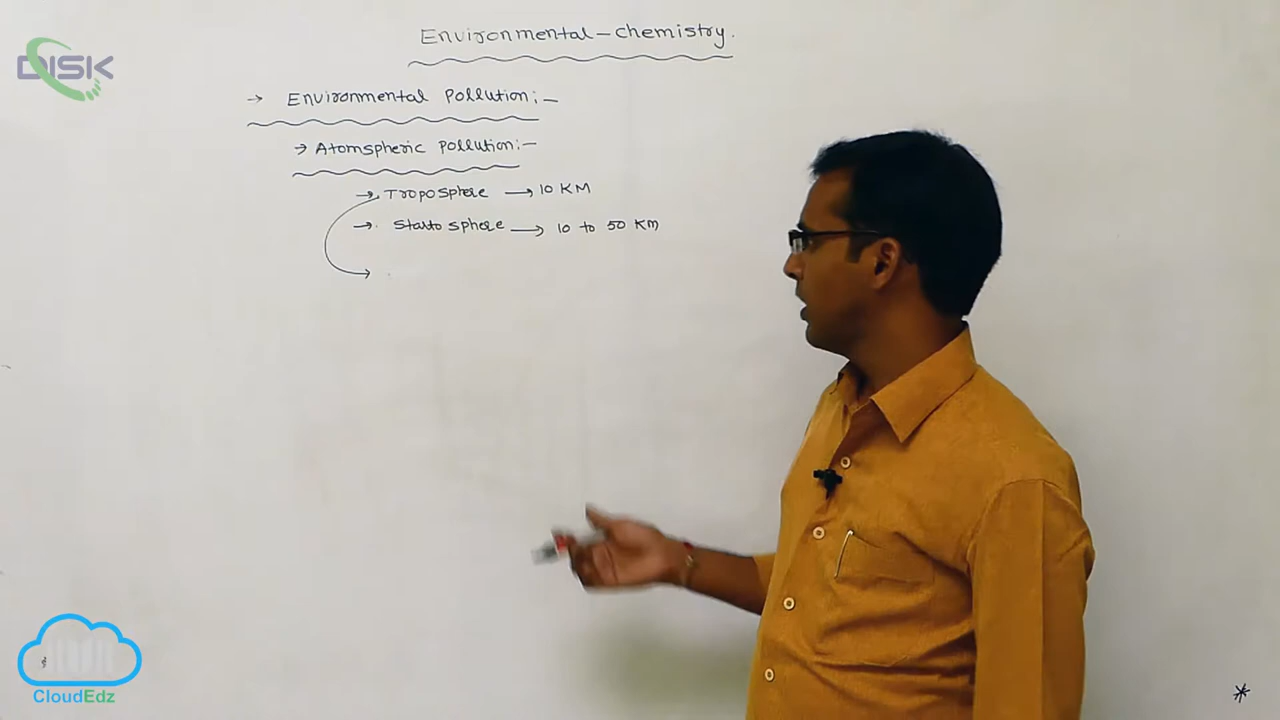 Environmental-chemistry.
DISK
→ Environmental Pollution:-
→ Atomspheric Pollution:-
→ Troposphere → 10 KM
→ Starto sphere → 10 to 50 KM
→
CloudEdz
*